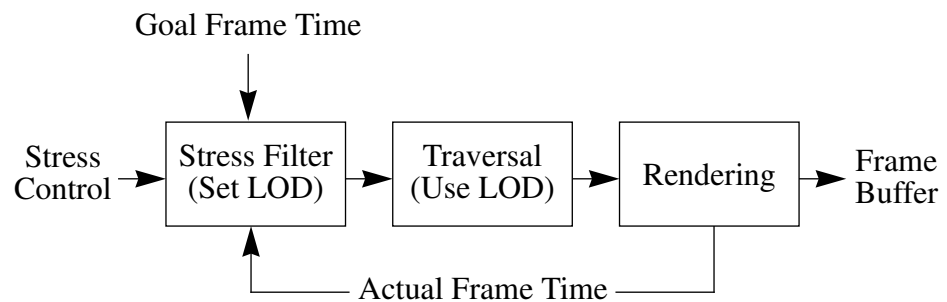 Goal Frame Time
Stress
Control
Stress Filter
(Set LOD)
Traversal
(Use LOD)
Rendering
Frame
Buffer
Actual Frame Time